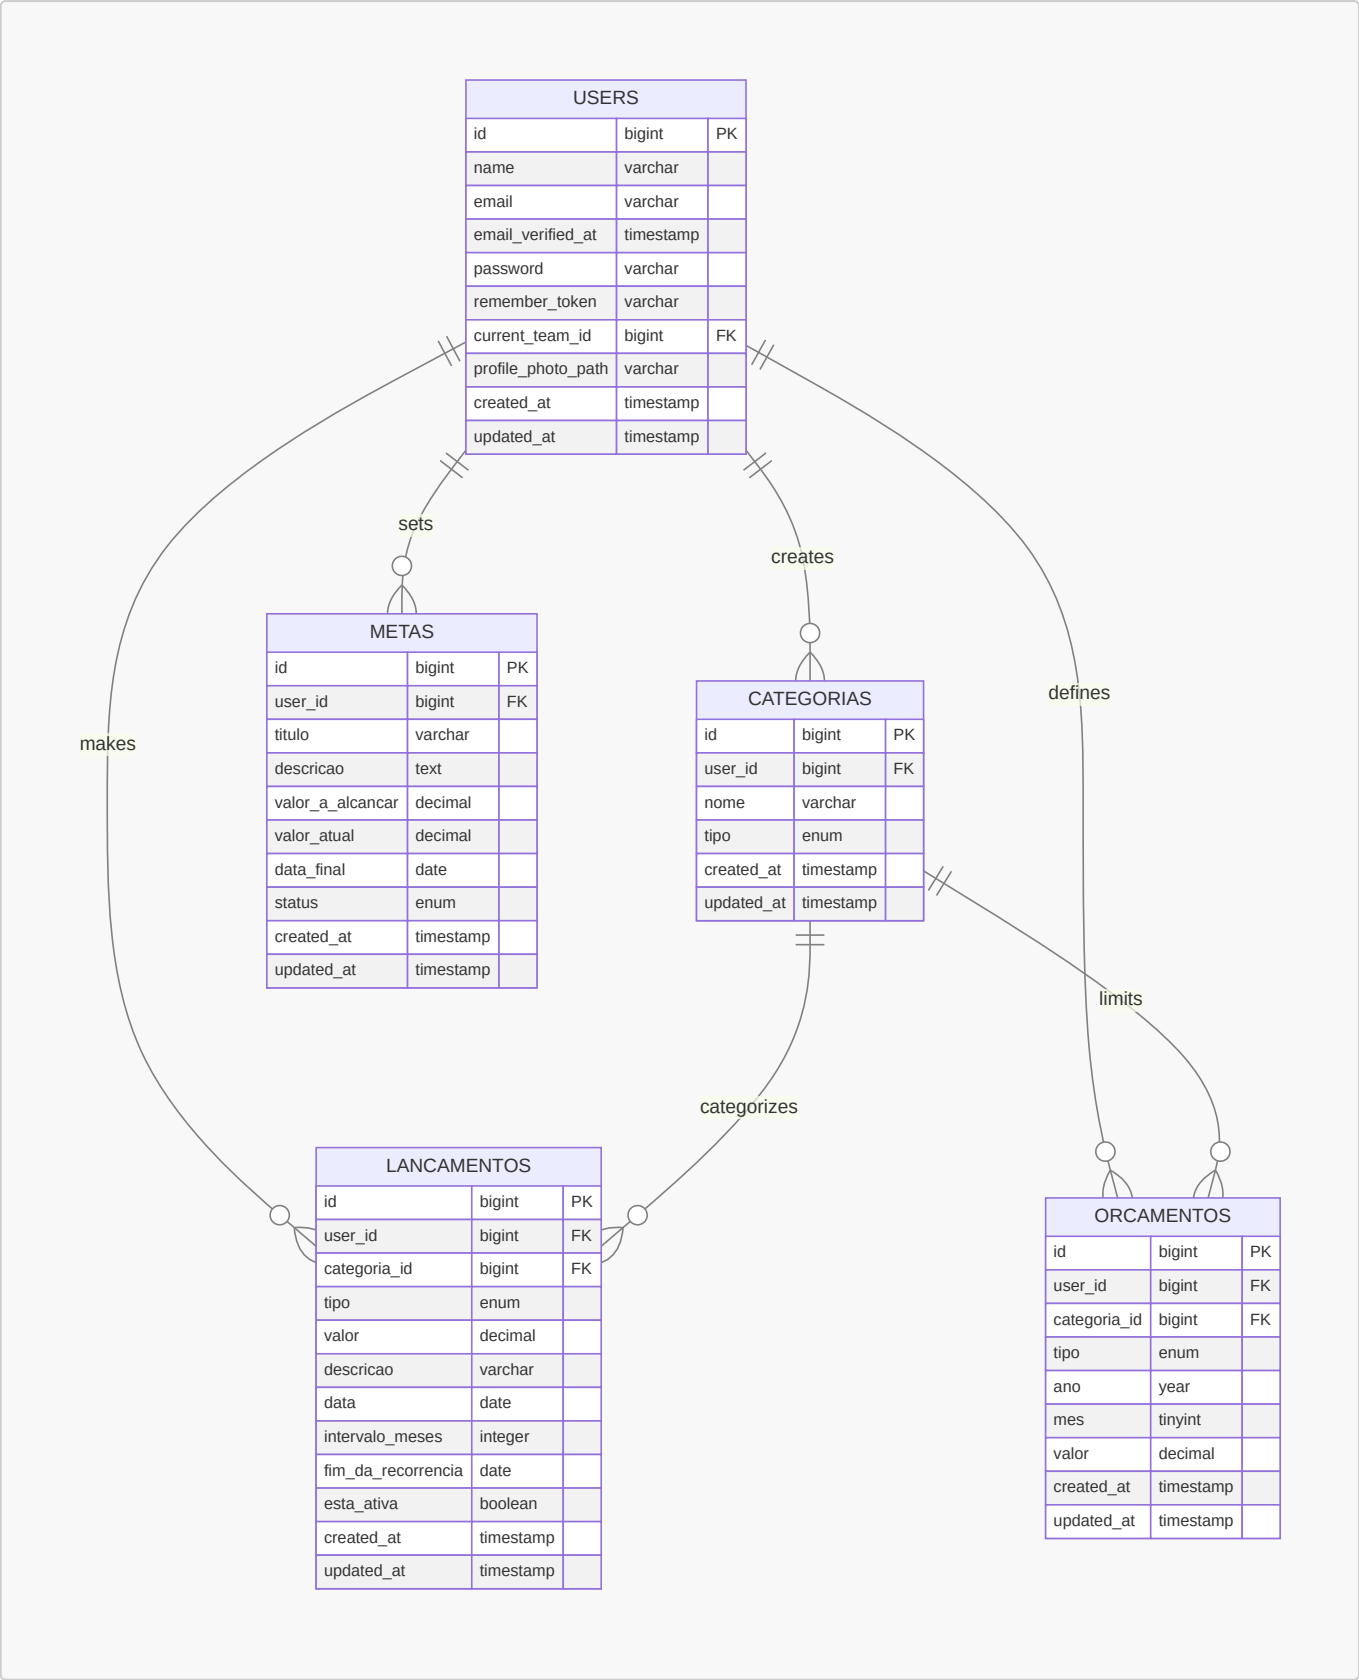 USERS
id bigint PK
name varchar
email varchar
email_verified_at timestamp
password varchar
remember_token varchar
current_team_id bigint FK
profile_photo_path varchar
created_at timestamp
updated_at timestamp
sets
creates
METAS
id bigint PK
user_id bigint FK
titulo varchar
descricao text
valor_a_alcancar decimal
valor_atual decimal
data_final date
status enum
created_at timestamp
updated_at timestamp
CATEGORIAS
id bigint PK
user_id bigint FK
nome varchar
tipo enum
created_at timestamp
updated_at timestamp
defines
makes
limits
categorizes
LANCAMENTOS
id bigint PK
user_id bigint FK
categoria_id bigint FK
tipo enum
valor decimal
descricao varchar
data date
intervalo_meses integer
fim_da_recorrencia date
esta_ativa boolean
created_at timestamp
updated_at timestamp
ORCAMENTOS
id bigint PK
user_id bigint FK
categoria_id bigint FK
tipo enum
ano year
mes tinyint
valor decimal
created_at timestamp
updated_at timestamp